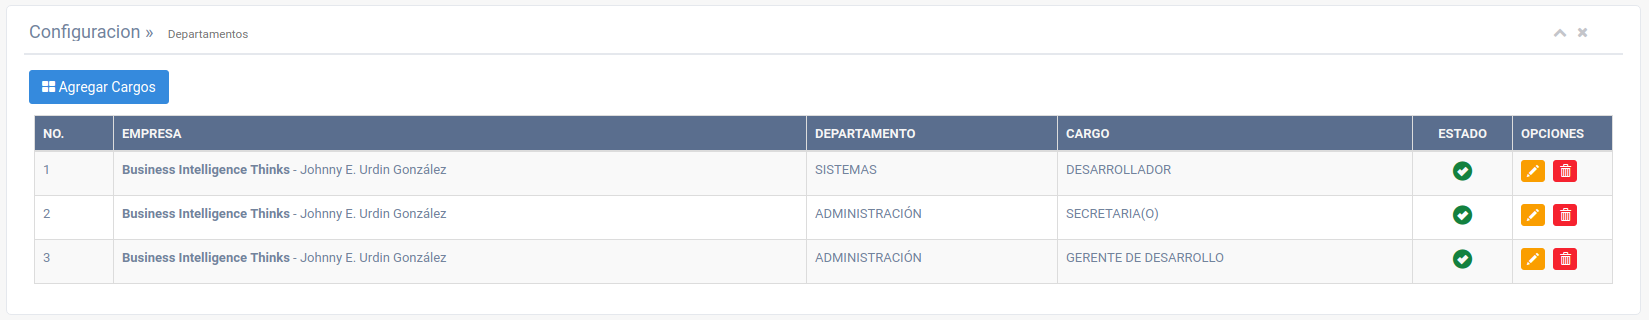 Configuracion » Departamentos
Agregar Cargos
NO. EMPRESA DEPARTAMENTO CARGO ESTADO OPCIONES
1 Business Intelligence Thinks - Johnny E. Urdin González SISTEMAS DESARROLLADOR
2 Business Intelligence Thinks - Johnny E. Urdin González ADMINISTRACIÓN SECRETARIA(O)
3 Business Intelligence Thinks - Johnny E. Urdin González ADMINISTRACIÓN GERENTE DE DESARROLLO